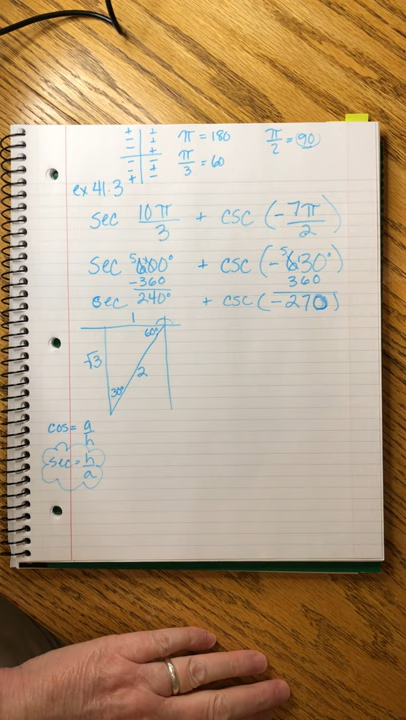 + +
- + π = 180 π/2 = 90
- - π/3 = 60
+ -
ex 41.3
sec 10π/3 + csc (-7π/2)
sec 600° + csc (-630°)
-360 360
sec 240° + csc (-270)
1
60°
√3
2
30°
cos = a/h
sec = h/a